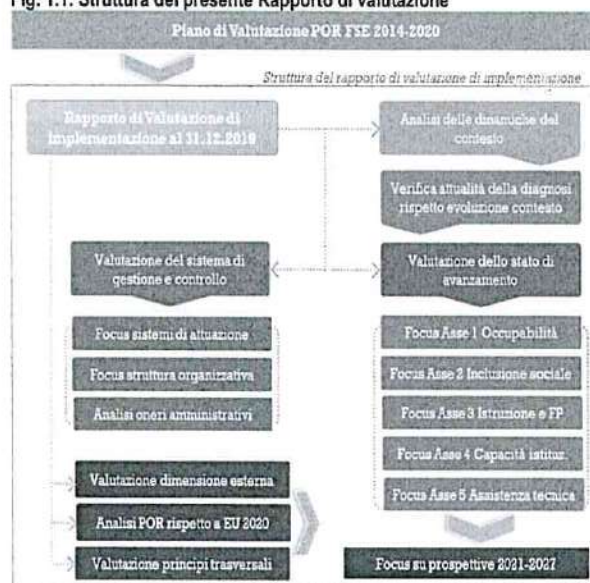 Fig. 1.1. Struttura del presente Rapporto di Valutazione
Piano di Valutazione POR FSE 2014-2020
Struttura del rapporto di valutazione di implementazione
Rapporto di Valutazione di
implementazione al 31.12.2019
Analisi delle dinamiche del
contesto
Verifica attualità della diagnosi
rispetto evoluzione contesto
Valutazione del sistema di
gestione e controllo
Valutazione dello stato di
avanzamento
Focus sistemi di attuazione
Focus struttura organizzativa
Analisi oneri amministrativi
Focus Asse 1 Occupabilità
Focus Asse 2 Inclusione sociale
Focus Asse 3 Istruzione e FP
Focus Asse 4 Capacità istituz.
Focus Asse 5 Assistenza tecnica
Valutazione dimensione esterna
Analisi POR rispetto a EU 2020
Valutazione principi trasversali
Focus su prospettive 2021-2027